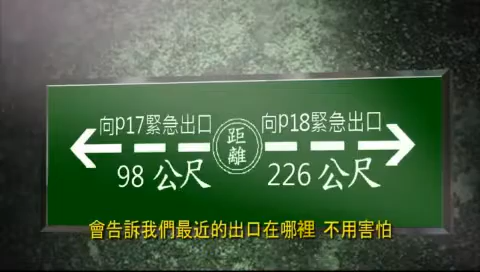 向P17緊急出口
98 公尺
距離
向P18緊急出口
226 公尺
會告訴我們最近的出口在哪裡 不用害怕